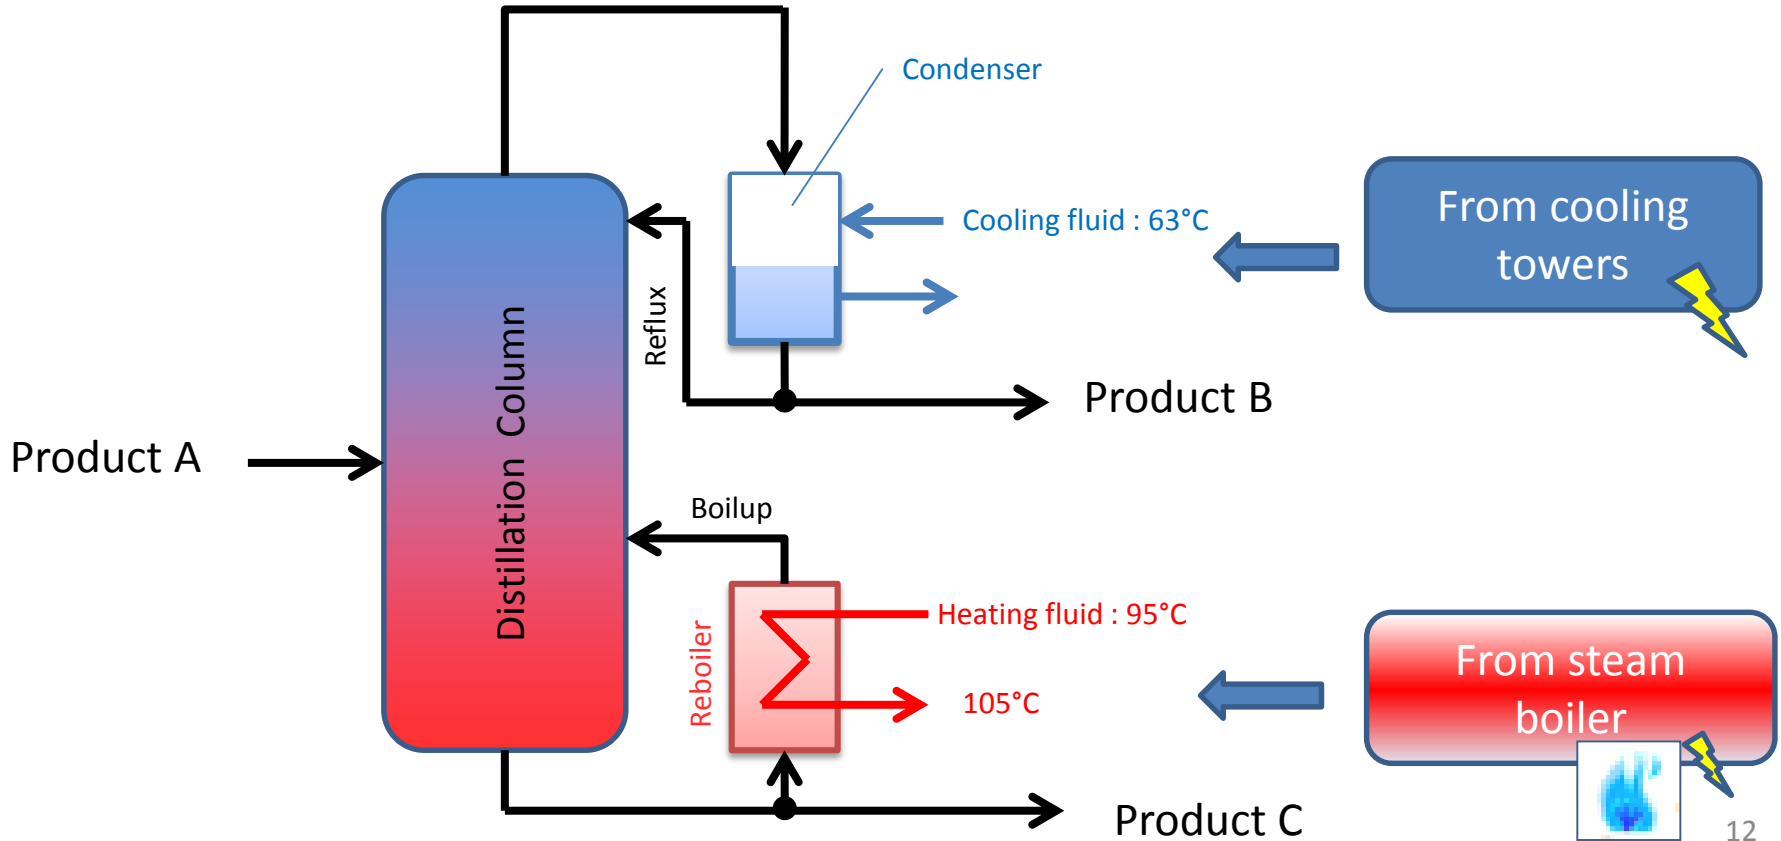 Condenser
From cooling
towers
Cooling fluid : 63°C
Reflux
Distillation Column
Product B
Product A
Boilup
Heating fluid : 95°C
Reboiler
105°C
From steam
boiler
Product C
12